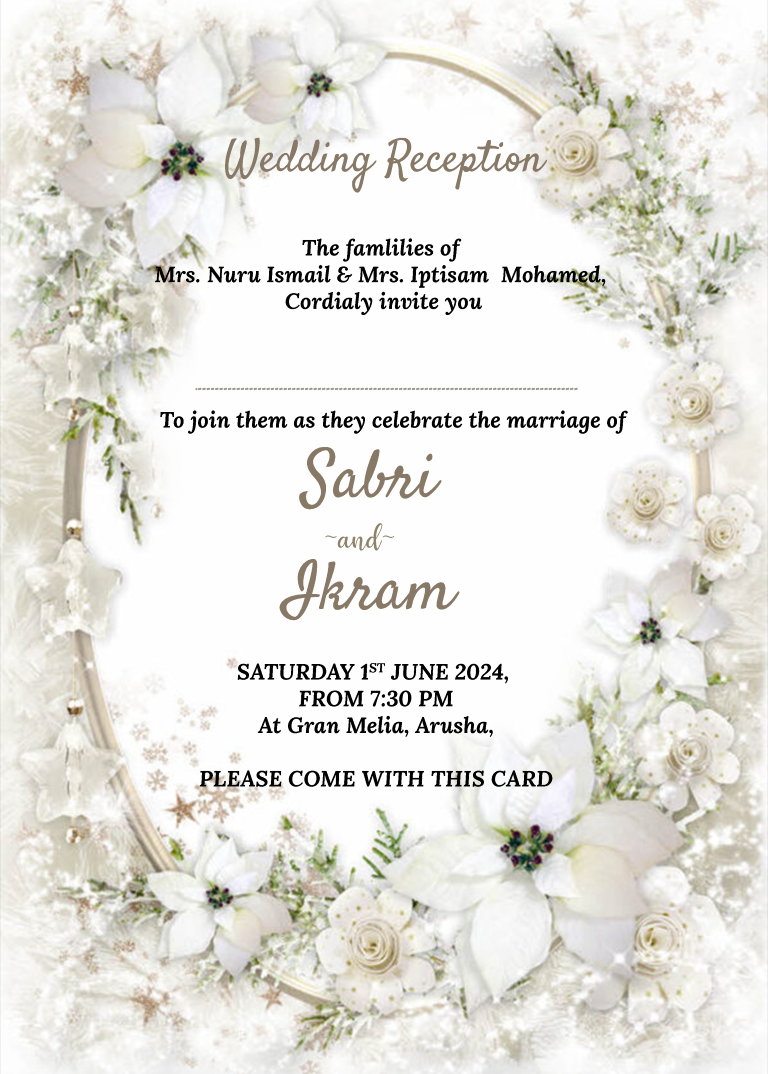 Wedding Reception
The famlilies of
Mrs. Nuru Ismail & Mrs. Iptisam Mohamed,
Cordialy invite you
To join them as they celebrate the marriage of
Sabri
~and~
Ikram
SATURDAY 1ST JUNE 2024,
FROM 7:30 PM
At Gran Melia, Arusha,
PLEASE COME WITH THIS CARD